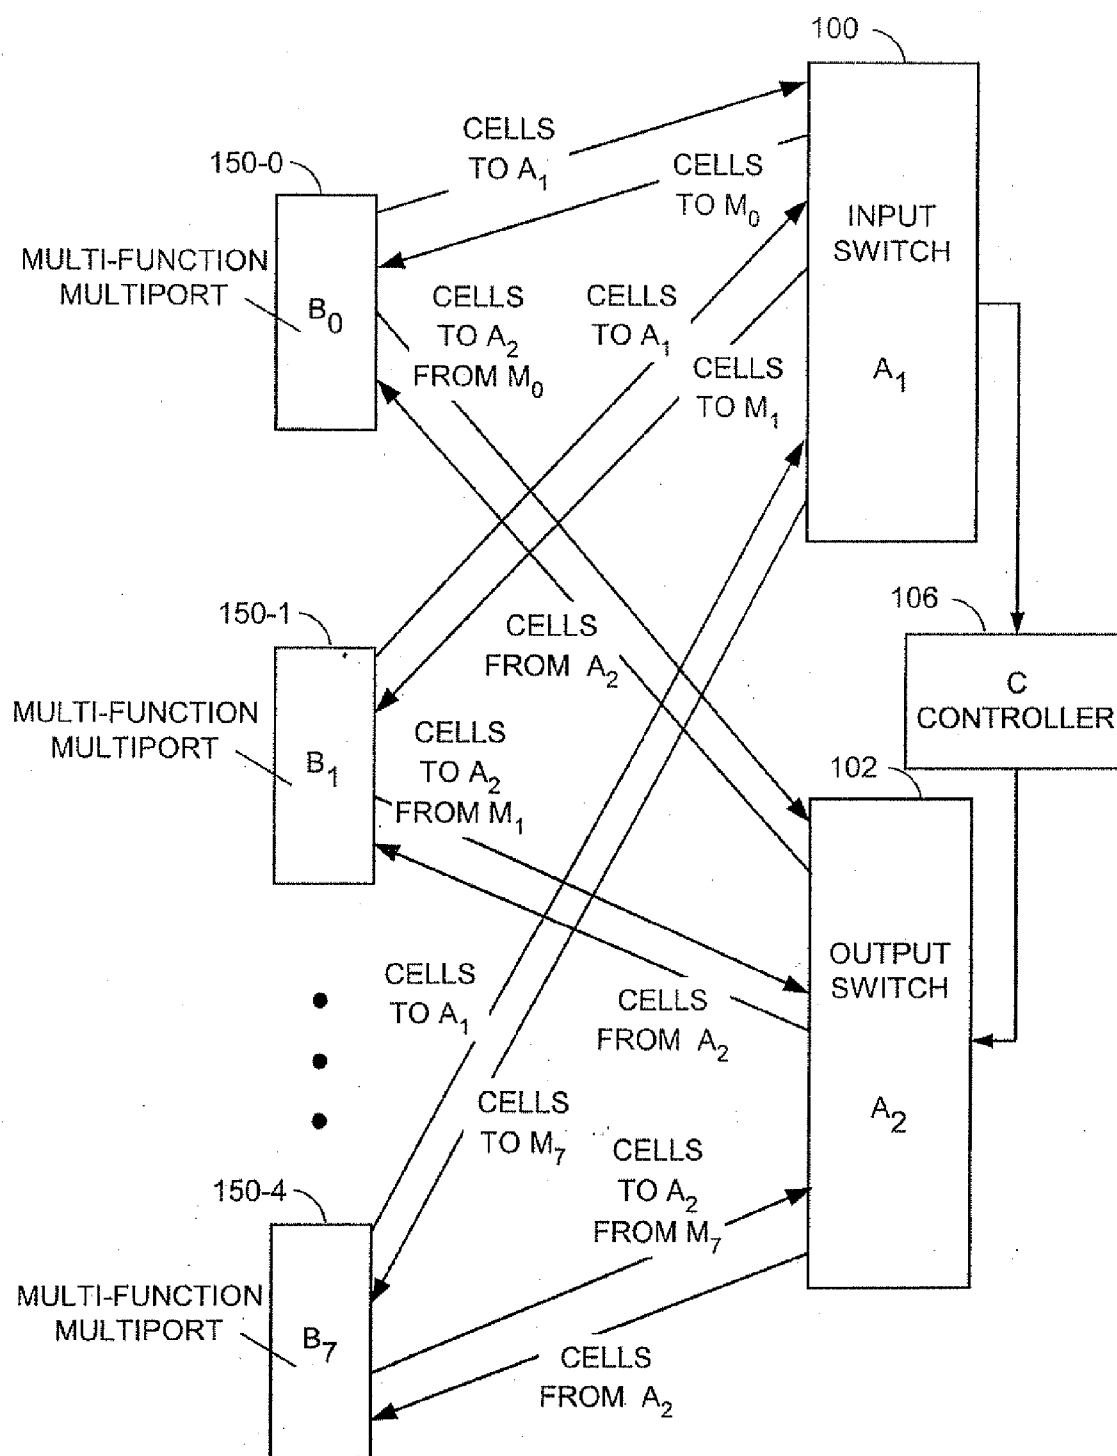 100
CELLS
TO A1
150-0
CELLS
TO M0
INPUT
SWITCH
MULTI-FUNCTION
MULTIPORT
B0
CELLS
TO A2
FROM M0
CELLS
TO A1
CELLS
TO M1
A1
150-1
CELLS
FROM A2
106
C
CONTROLLER
MULTI-FUNCTION
MULTIPORT
B1
CELLS
TO A2
FROM M1
102
OUTPUT
SWITCH
CELLS
TO A1
CELLS
FROM A2
A2
CELLS
TO M7
CELLS
TO A2
FROM M7
150-4
MULTI-FUNCTION
MULTIPORT
B7
CELLS
FROM A2